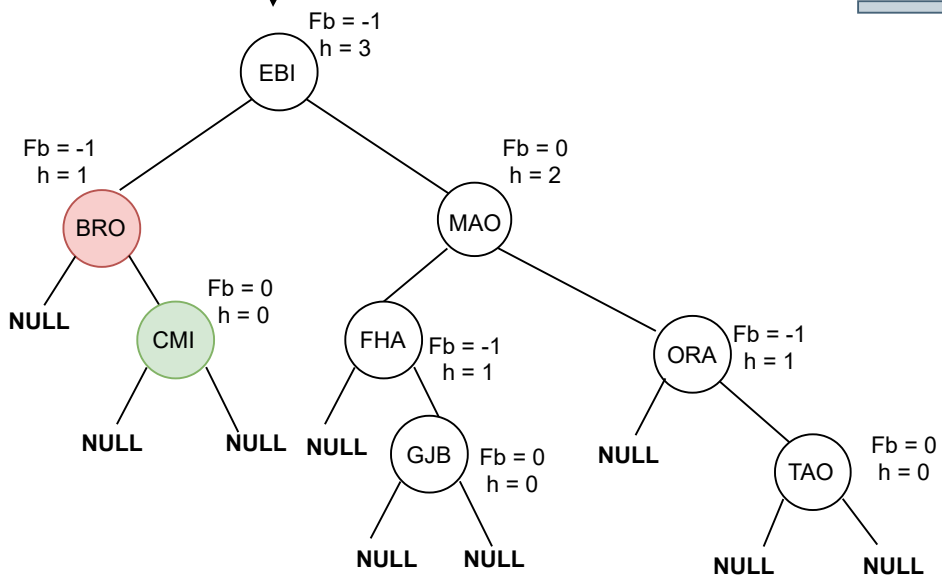 Fb = -1
h = 3
EBI
Fb = -1
h = 1
Fb = 0
h = 2
BRO
MAO
NULL
Fb = 0
h = 0
CMI
FHA
Fb = -1
h = 1
ORA
Fb = -1
h = 1
NULL
NULL
NULL
GJB
Fb = 0
h = 0
NULL
TAO
Fb = 0
h = 0
NULL
NULL
NULL
NULL